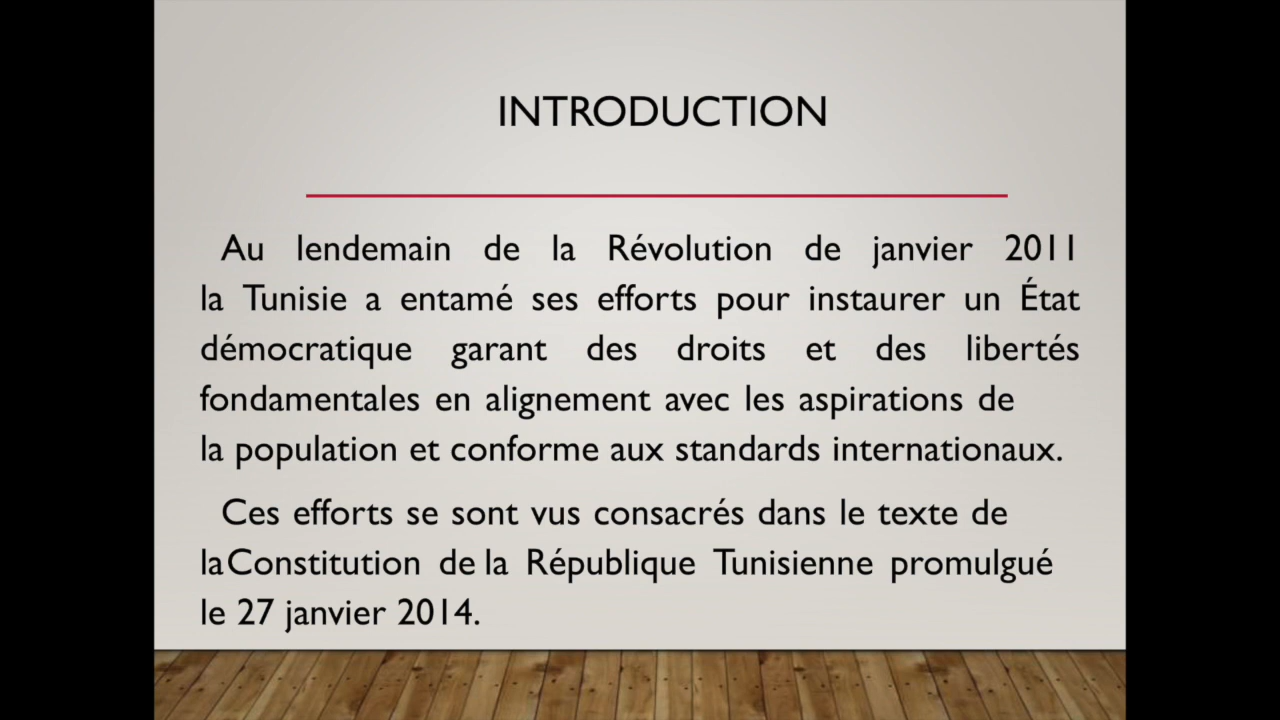 INTRODUCTION
Au lendemain de la Révolution de janvier 2011
la Tunisie a entamé ses efforts pour instaurer un État
démocratique garant des droits et des libertés
fondamentales en alignement avec les aspirations de
la population et conforme aux standards internationaux.
Ces efforts se sont vus consacrés dans le texte de
laConstitution de la République Tunisienne promulgué
le 27 janvier 2014.